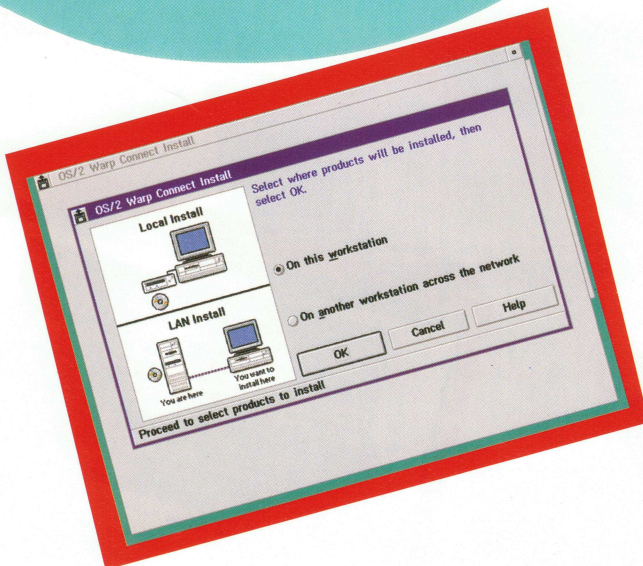 OS/2 Warp Connect Install
OS/2 Warp Connect Install
Local Install
LAN Install
You are here
You want to
install here
Select where products will be installed, then
select OK.
On this workstation
On another workstation across the network
OK
Cancel
Help
Proceed to select products to install